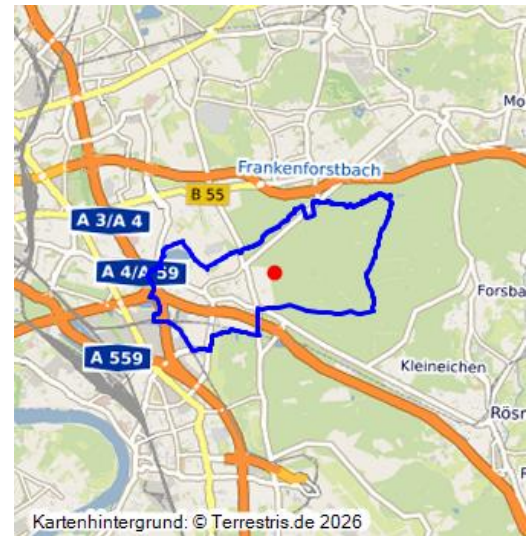 Mo
Frankenforstbach
B 55
A 3/A 4
A 4/A 59
Forsba
A 559
Kleineichen
Rösr
F
Kartenhintergrund: © Terrestris.de 2026